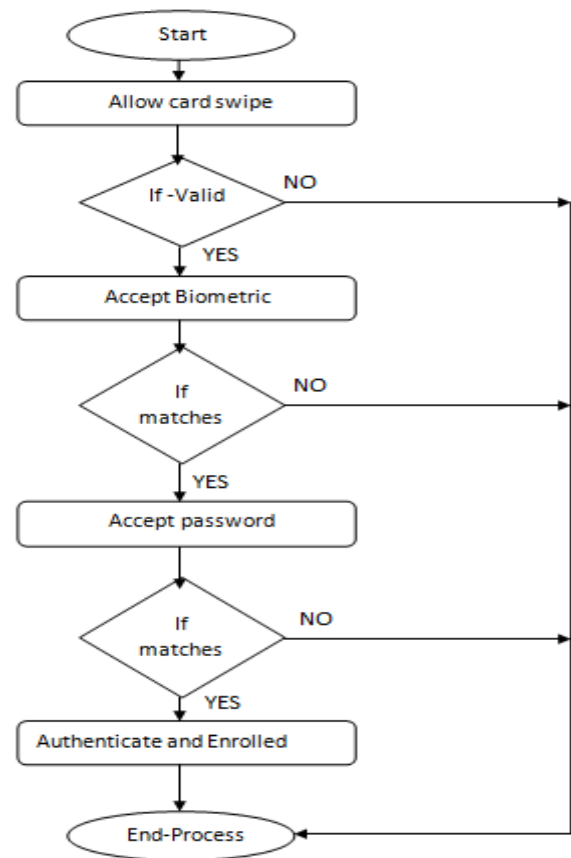 Start
Allow card swipe
If -Valid
NO
YES
Accept Biometric
If
matches
NO
YES
Accept password
If
matches
NO
YES
Authenticate and Enrolled
End-Process